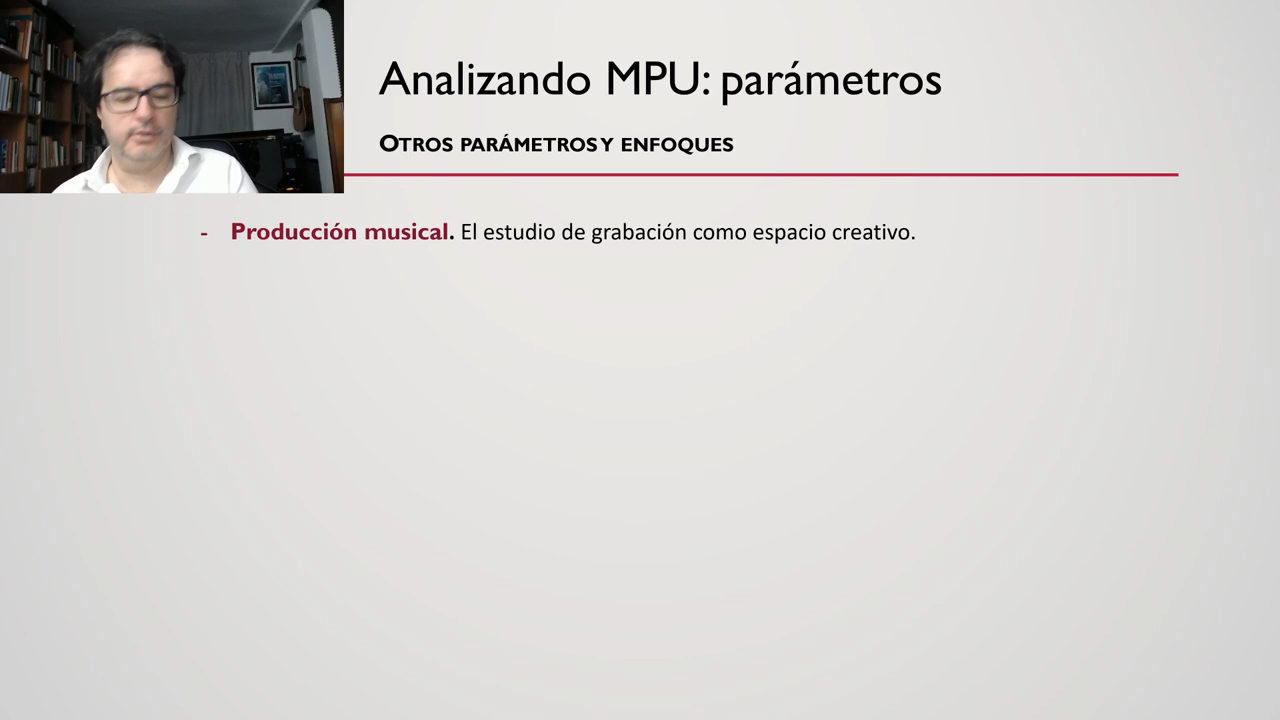 Analizando MPU: parámetros
OTROS PARÁMETROS Y ENFOQUES
- Producción musical. El estudio de grabación como espacio creativo.